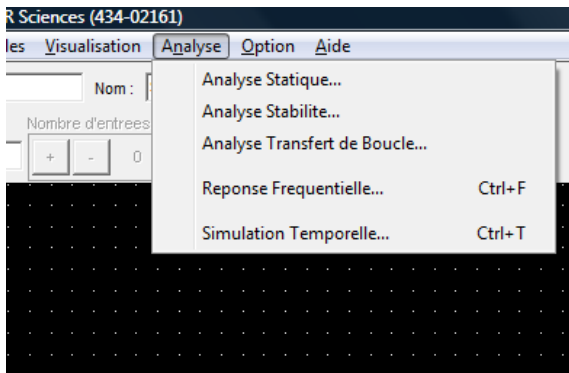 R Sciences (434-02161)
les Visualisation Analyse Option Aide
Nom :
Nombre d'entrees
+ - 0
Analyse Statique...
Analyse Stabilite...
Analyse Transfert de Boucle...
Reponse Frequentielle... Ctrl+F
Simulation Temporelle... Ctrl+T